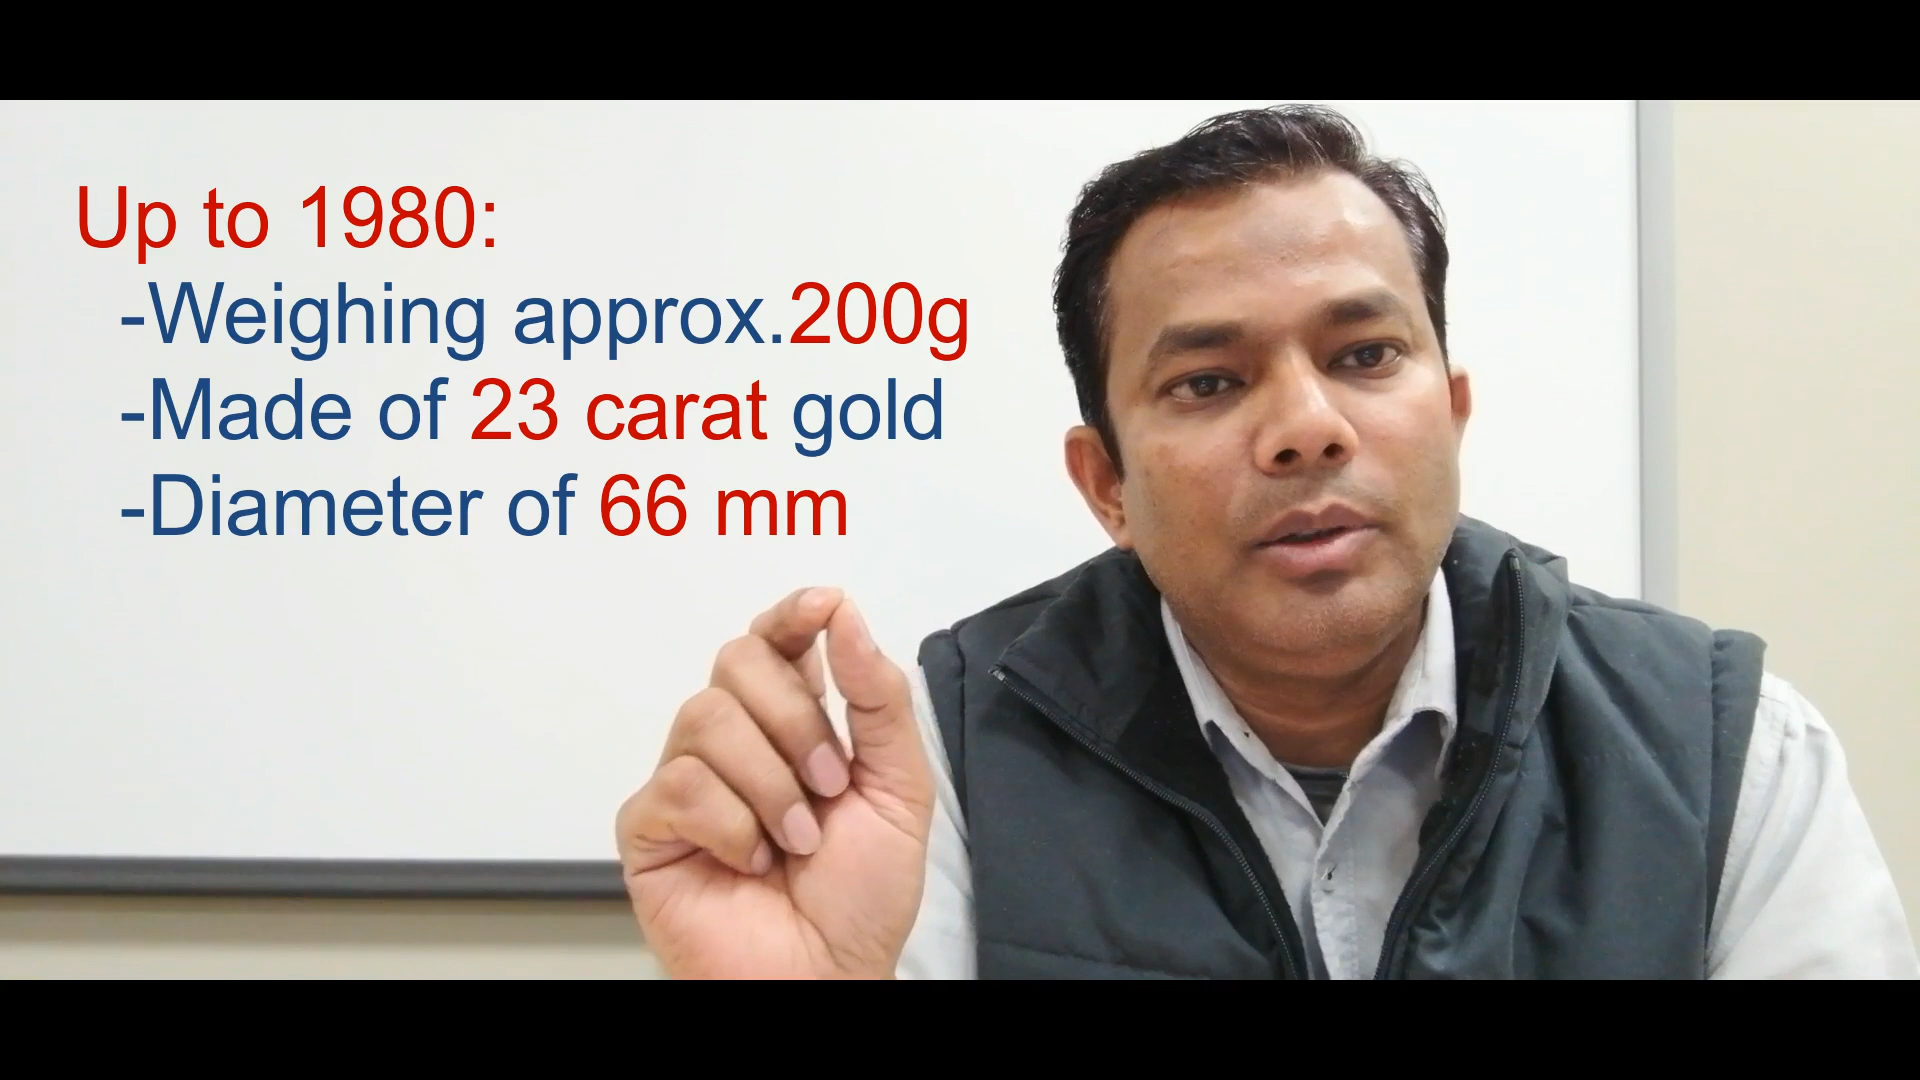 Up to 1980:
-Weighing approx.200g
-Made of 23 carat gold
-Diameter of 66 mm